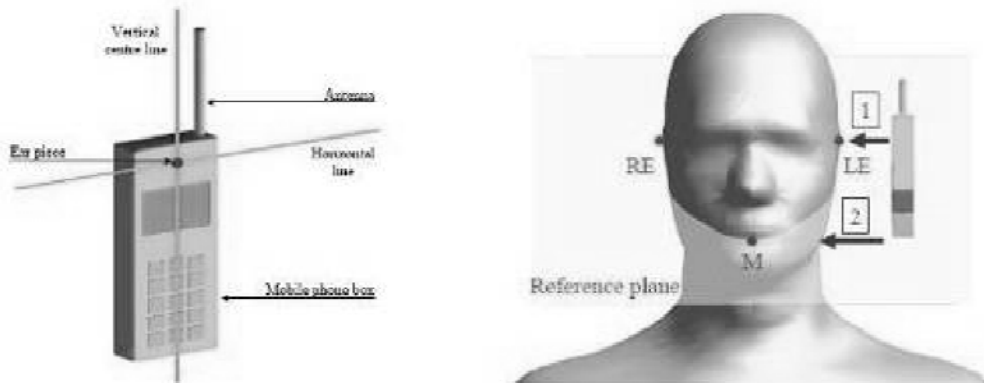 Vertical
centre line
Antenna
Ear piece
Horizontal
line
Mobile phone box
1
RE
LE
2
M
Reference plane